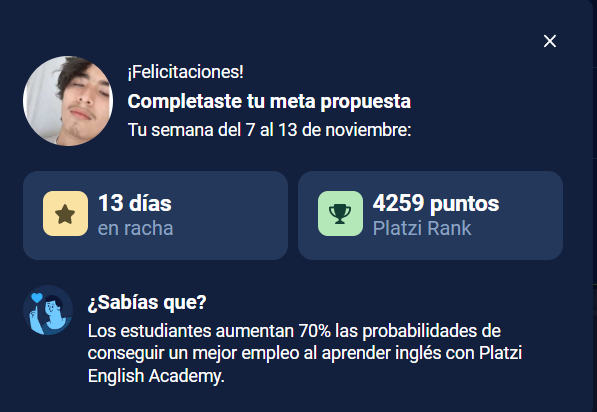 ¡Felicitaciones!
Completaste tu meta propuesta
Tu semana del 7 al 13 de noviembre:
13 días
en racha
4259 puntos
Platzi Rank
¿Sabías que?
Los estudiantes aumentan 70% las probabilidades de
conseguir un mejor empleo al aprender inglés con Platzi
English Academy.